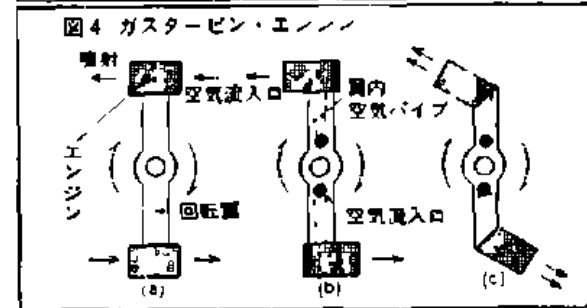 図4 ガスタービン・エンジン
噴射
空気流入口
翼内
空気パイプ
エンジン
回転翼
空気流入口
(a)
(b)
(c)